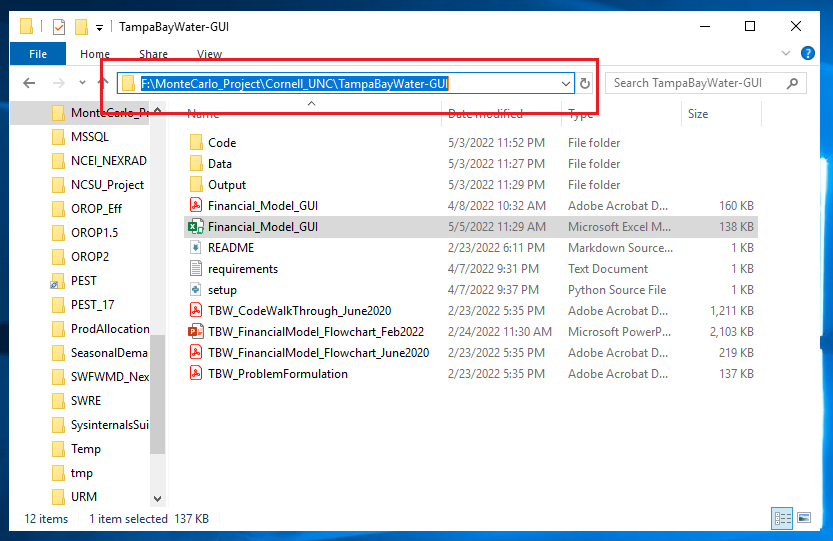 TampaBayWater-GUI
File Home Share View
F:\MonteCarlo_Project\Cornell_UNC\TampaBayWater-GUI Search TampaBayWater-GUI
Name Date modified Type Size
MonteCarlo_Pr
MSSQL
NCEI_NEXRAD
NCSU_Project
OROP_Eff
OROP1.5
OROP2
PEST
PEST_17
ProdAllocation
SeasonalDema
SWFWMD_Nex
SWRE
SysinternalsSui
Temp
tmp
URM
Code 5/3/2022 11:52 PM File folder
Data 5/3/2022 11:27 PM File folder
Output 5/3/2022 11:29 PM File folder
Financial_Model_GUI 4/8/2022 10:32 AM Adobe Acrobat D... 160 KB
Financial_Model_GUI 5/5/2022 11:29 AM Microsoft Excel M... 138 KB
README 2/23/2022 6:11 PM Markdown Source... 1 KB
requirements 4/7/2022 9:31 PM Text Document 1 KB
setup 4/7/2022 9:37 PM Python Source File 1 KB
TBW_CodeWalkThrough_June2020 2/23/2022 5:35 PM Adobe Acrobat D... 1,211 KB
TBW_FinancialModel_Flowchart_Feb2022 2/24/2022 11:30 AM Microsoft PowerP... 2,103 KB
TBW_FinancialModel_Flowchart_June2020 2/23/2022 5:35 PM Adobe Acrobat D... 219 KB
TBW_ProblemFormulation 2/23/2022 5:35 PM Adobe Acrobat D... 137 KB
12 items 1 item selected 137 KB